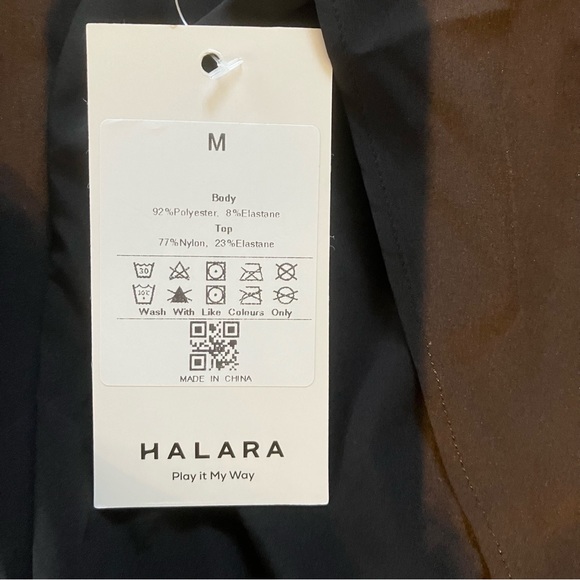 M
Body
92%Polyester, 8%Elastane
Top
77%Nylon, 23%Elastane
30
30℃
Wash With Like Colours Only
MADE IN CHINA
HALARA
Play it My Way